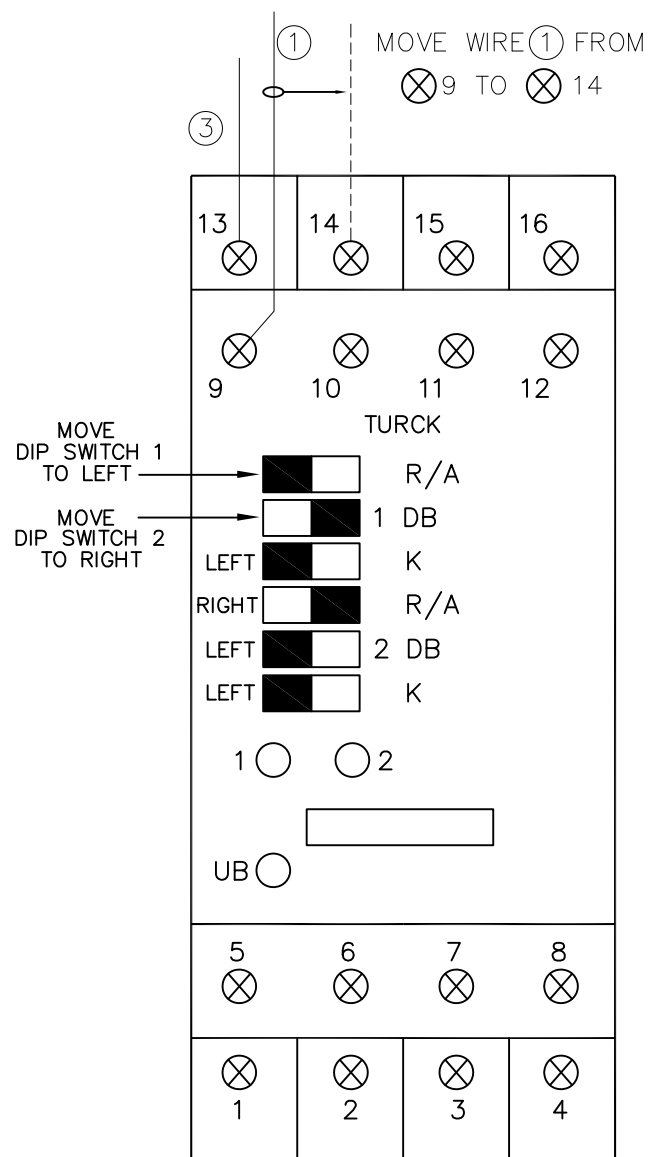 ① MOVE WIRE ① FROM
9 TO 14
③
13 14 15 16
9 10 11 12
TURCK
MOVE
DIP SWITCH 1
TO LEFT
R/A
MOVE
DIP SWITCH 2
TO RIGHT
1 DB
LEFT K
RIGHT R/A
LEFT 2 DB
LEFT K
1 2
UB
5 6 7 8
1 2 3 4